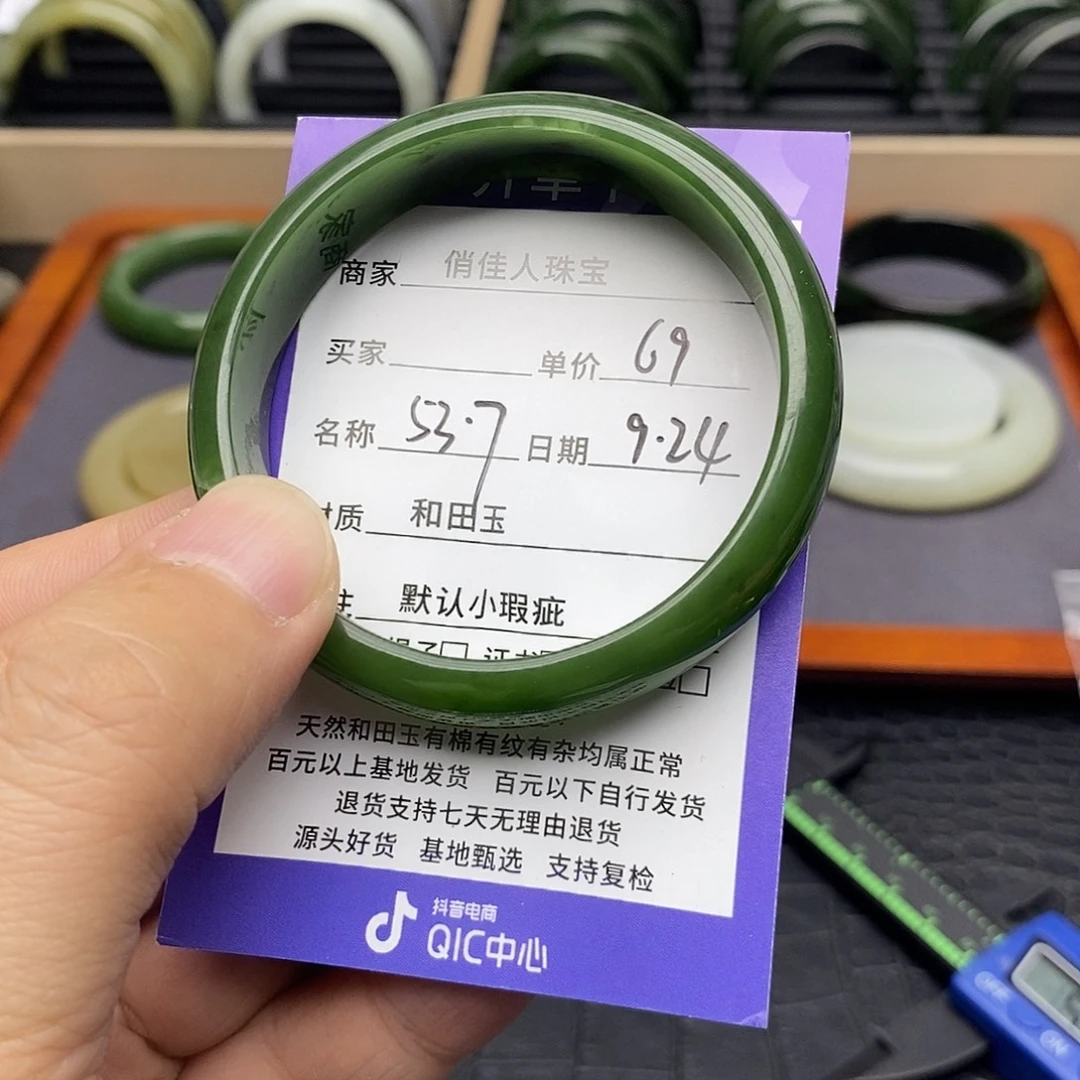 商家 俏佳人珠宝
买家 单价 69
名称 53.7 日期 9.24
质 和田玉
默认小瑕疵
天然和田玉有棉有纹有杂均属正常
百元以上基地发货 百元以下自行发货
退货支持七天无理由退货
源头好货 基地甄选 支持复检
抖音电商
QIC中心